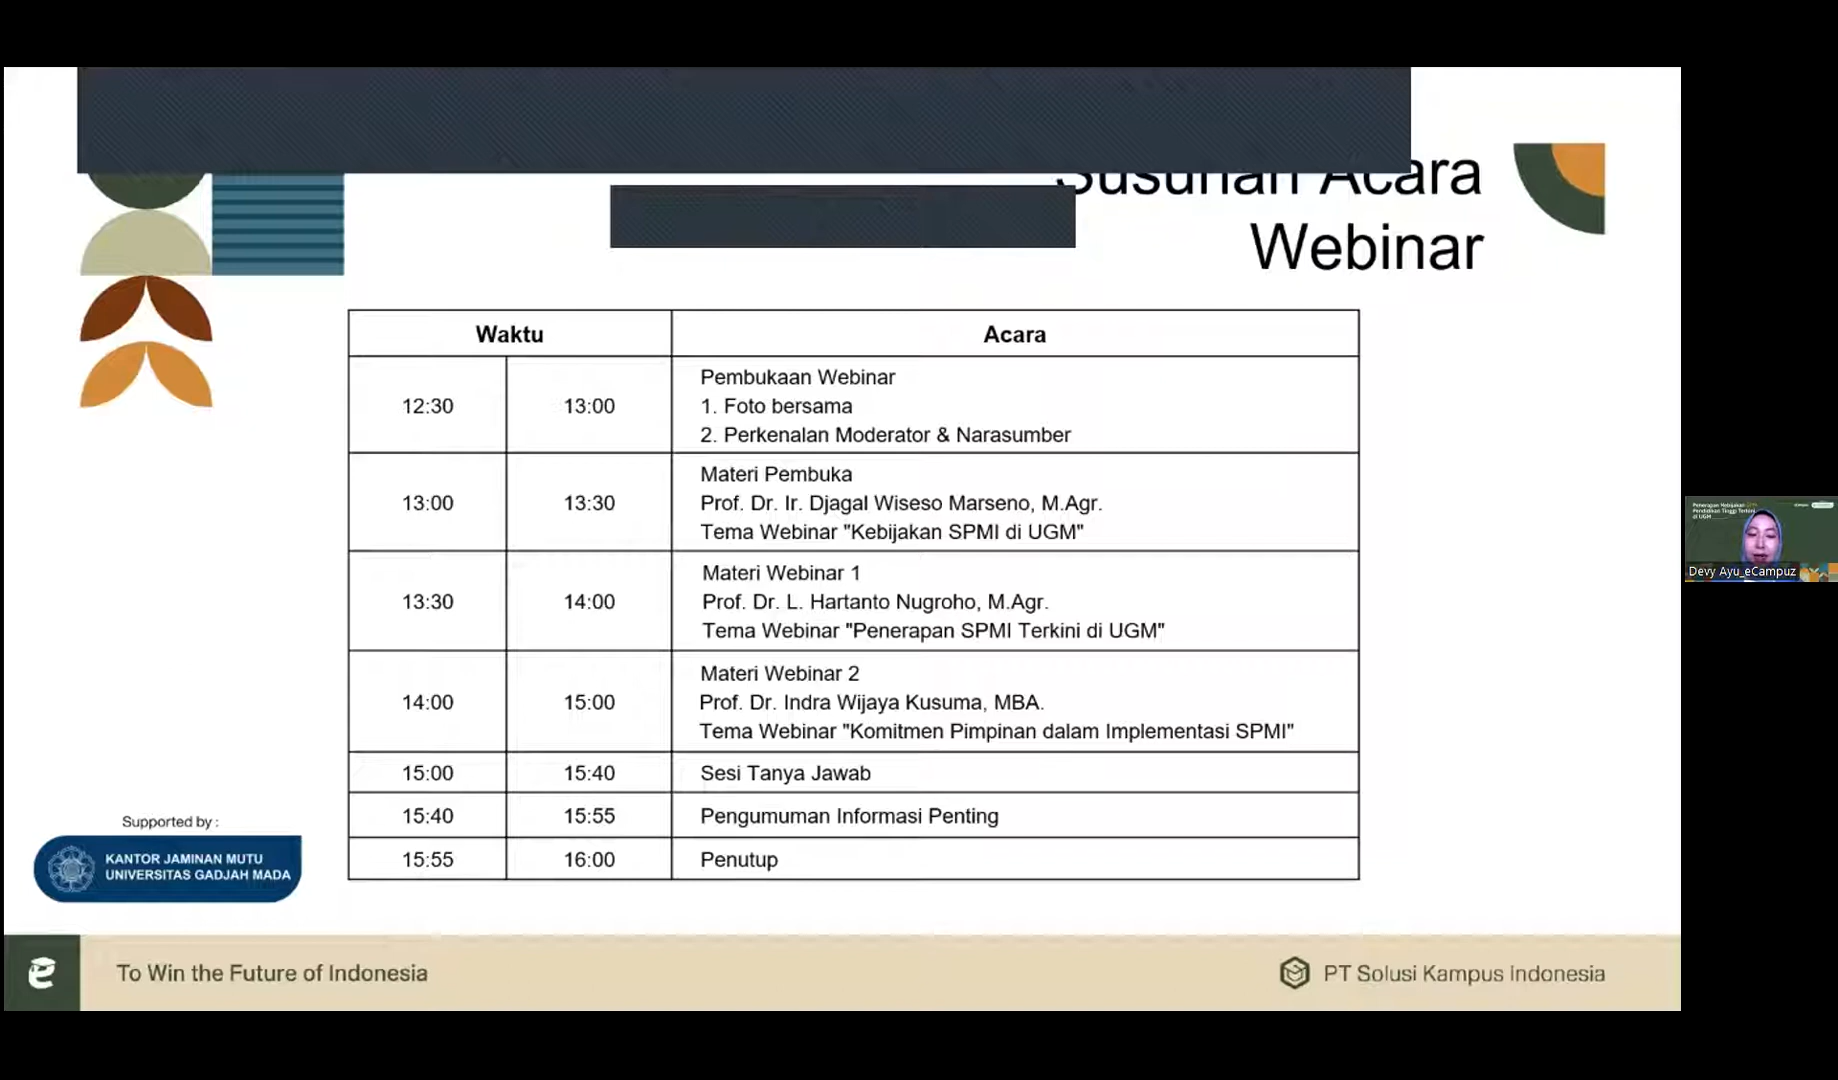 Susunan Acara
Webinar
Waktu
Acara
12:30
13:00
Pembukaan Webinar
1. Foto bersama
2. Perkenalan Moderator & Narasumber
13:00
13:30
Materi Pembuka
Prof. Dr. Ir. Djagal Wiseso Marseno, M.Agr.
Tema Webinar "Kebijakan SPMI di UGM"
13:30
14:00
Materi Webinar 1
Prof. Dr. L. Hartanto Nugroho, M.Agr.
Tema Webinar "Penerapan SPMI Terkini di UGM"
14:00
15:00
Materi Webinar 2
Prof. Dr. Indra Wijaya Kusuma, MBA.
Tema Webinar "Komitmen Pimpinan dalam Implementasi SPMI"
15:00
15:40
Sesi Tanya Jawab
15:40
15:55
Pengumuman Informasi Penting
15:55
16:00
Penutup
Supported by :
KANTOR JAMINAN MUTU
UNIVERSITAS GADJAH MADA
To Win the Future of Indonesia
PT Solusi Kampus Indonesia
Pendidikan Tinggi Terkini
di UGM
Devy Ayu_eCampuz